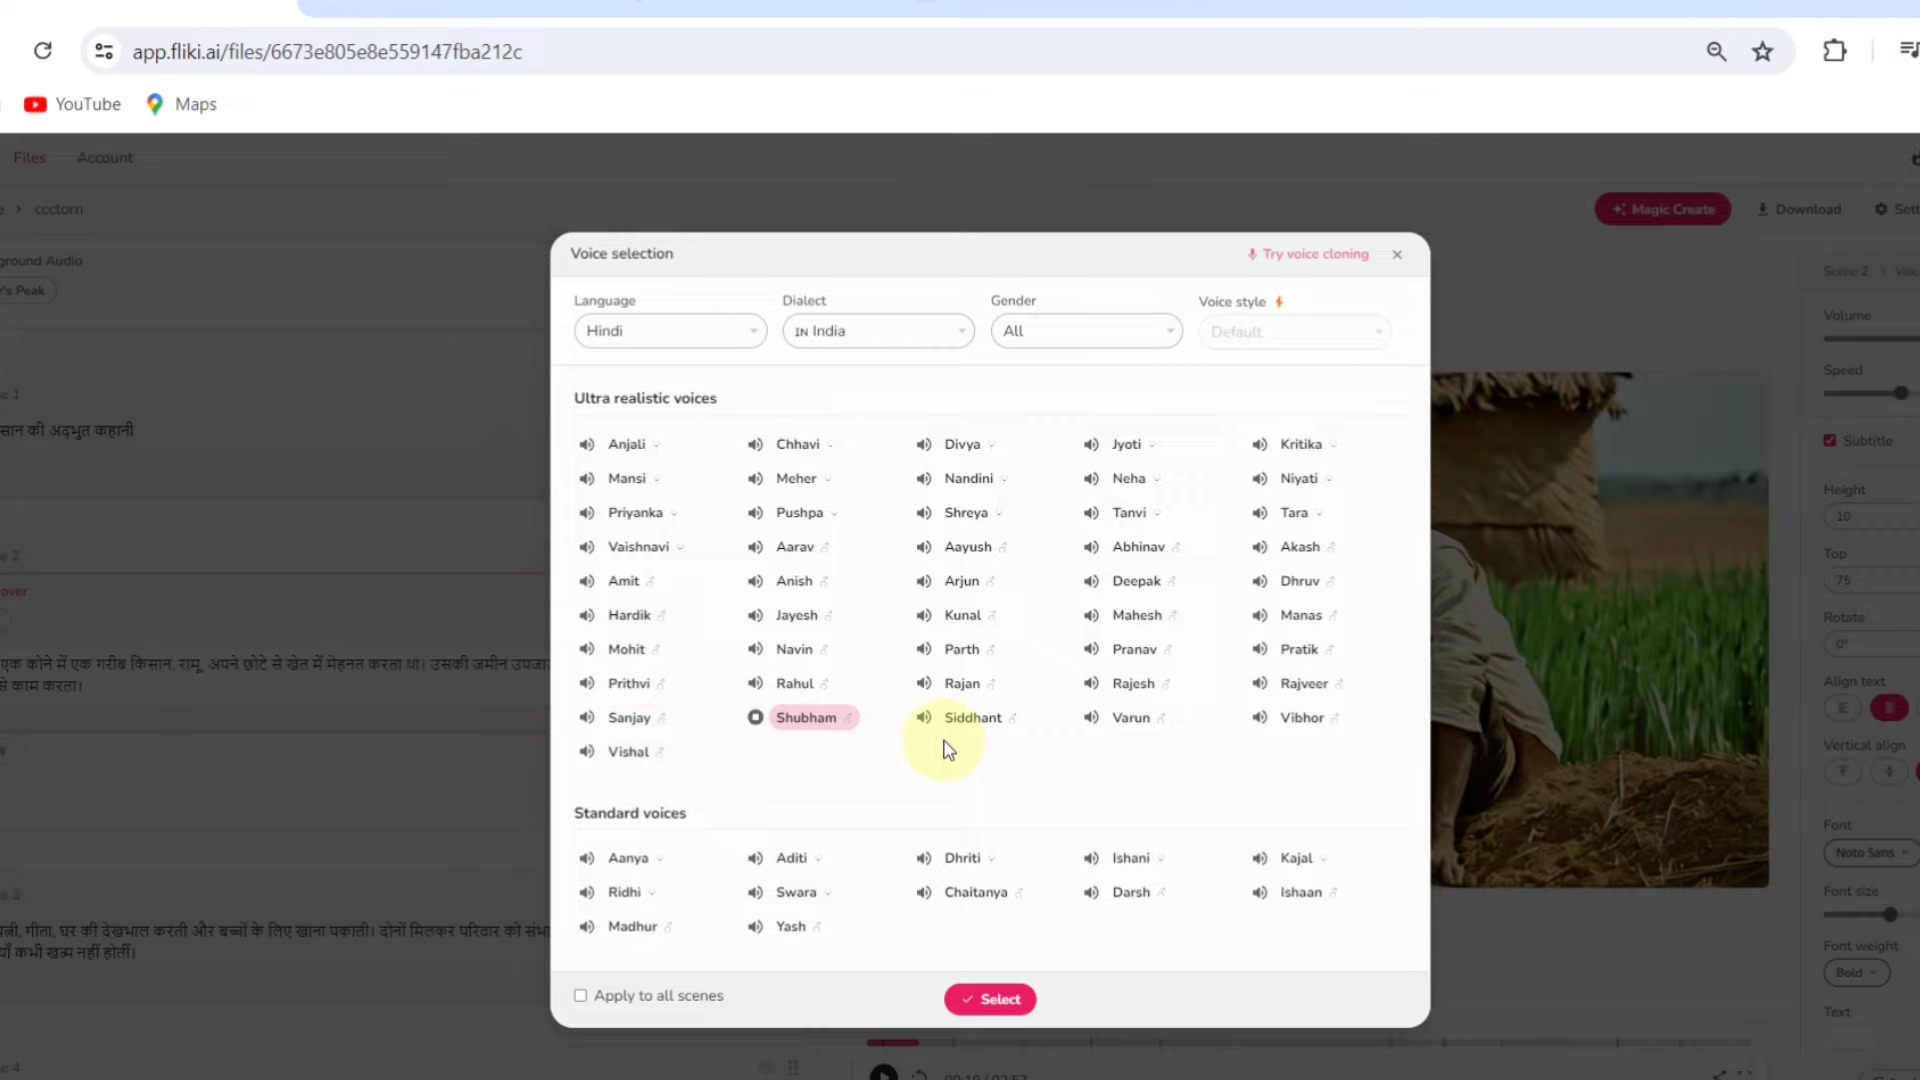 app.fliki.ai/files/6673e805e8e559147fba212c
YouTube Maps
Files Account
› ccctorn
Magic Create Download
ground Audio
's Peak
Voice selection Try voice cloning
Language Dialect Gender Voice style
Hindi IN India All Default
Ultra realistic voices
Anjali Chhavi Divya Jyoti Kritika
Mansi Meher Nandini Neha Niyati
Priyanka Pushpa Shreya Tanvi Tara
Vaishnavi Aarav Aayush Abhinav Akash
Amit Anish Arjun Deepak Dhruv
Hardik Jayesh Kunal Mahesh Manas
Mohit Navin Parth Pranav Pratik
Prithvi Rahul Rajan Rajesh Rajveer
Sanjay Shubham Siddhant Varun Vibhor
Vishal
Standard voices
Aanya Aditi Dhriti Ishani Kajal
Ridhi Swara Chaitanya Darsh Ishaan
Madhur Yash
Apply to all scenes Select
e 1
सान की अद्भुत कहानी
e 2
over
एक कोने में एक गरीब किसान, रामू, अपने छोटे से खेत में मेहनत करता था। उसकी जमीन
से काम करता।
e 3
गीता, घर की देखभाल करती और बच्चों के लिए खाना पकाती। दोनों मिलकर परिवार को
कभी खत्म नहीं होतीं।
e 4
Scene 2
Volume
Speed
Subtitle
Height
10
Top
75
Rotate
0°
Align text
Vertical align
Font
Noto Sans
Font size
Font weight
Bold
Text